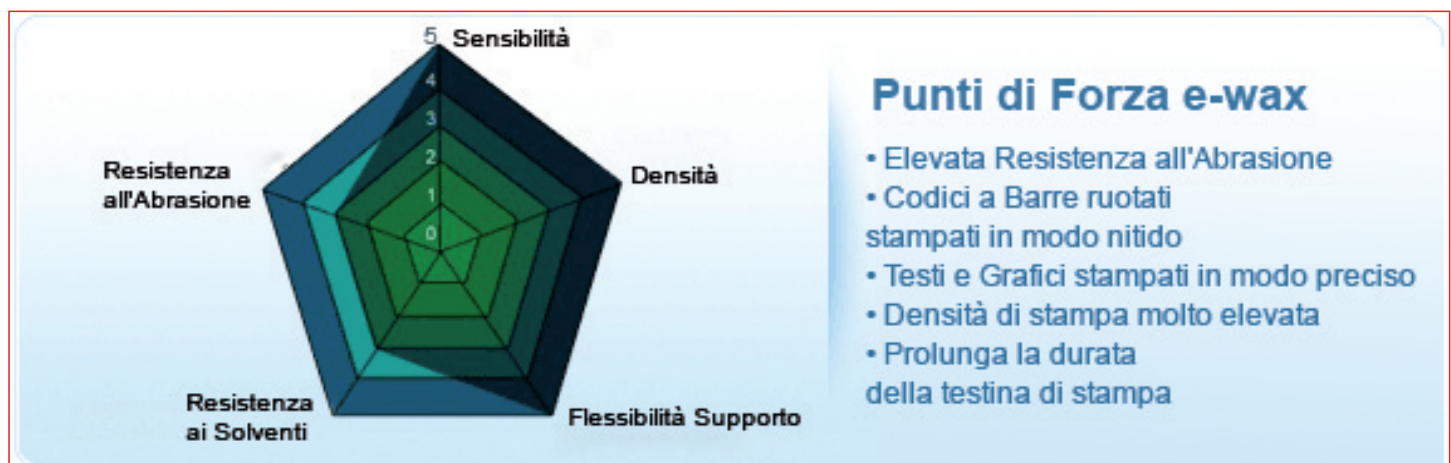 5
Sensibilità
4
3
2
1
0
Resistenza
all'Abrasione
Densità
Resistenza
ai Solventi
Flessibilità Supporto
Punti di Forza e-wax
• Elevata Resistenza all'Abrasione
• Codici a Barre ruotati
stampati in modo nitido
• Testi e Grafici stampati in modo preciso
• Densità di stampa molto elevata
• Prolunga la durata
della testina di stampa